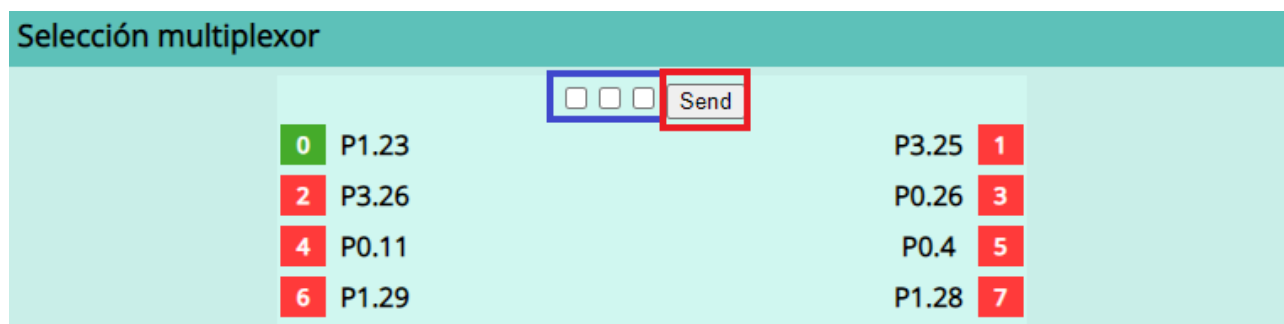 Selección multiplexor
Send
0 P1.23 P3.25 1
2 P3.26 P0.26 3
4 P0.11 P0.4 5
6 P1.29 P1.28 7